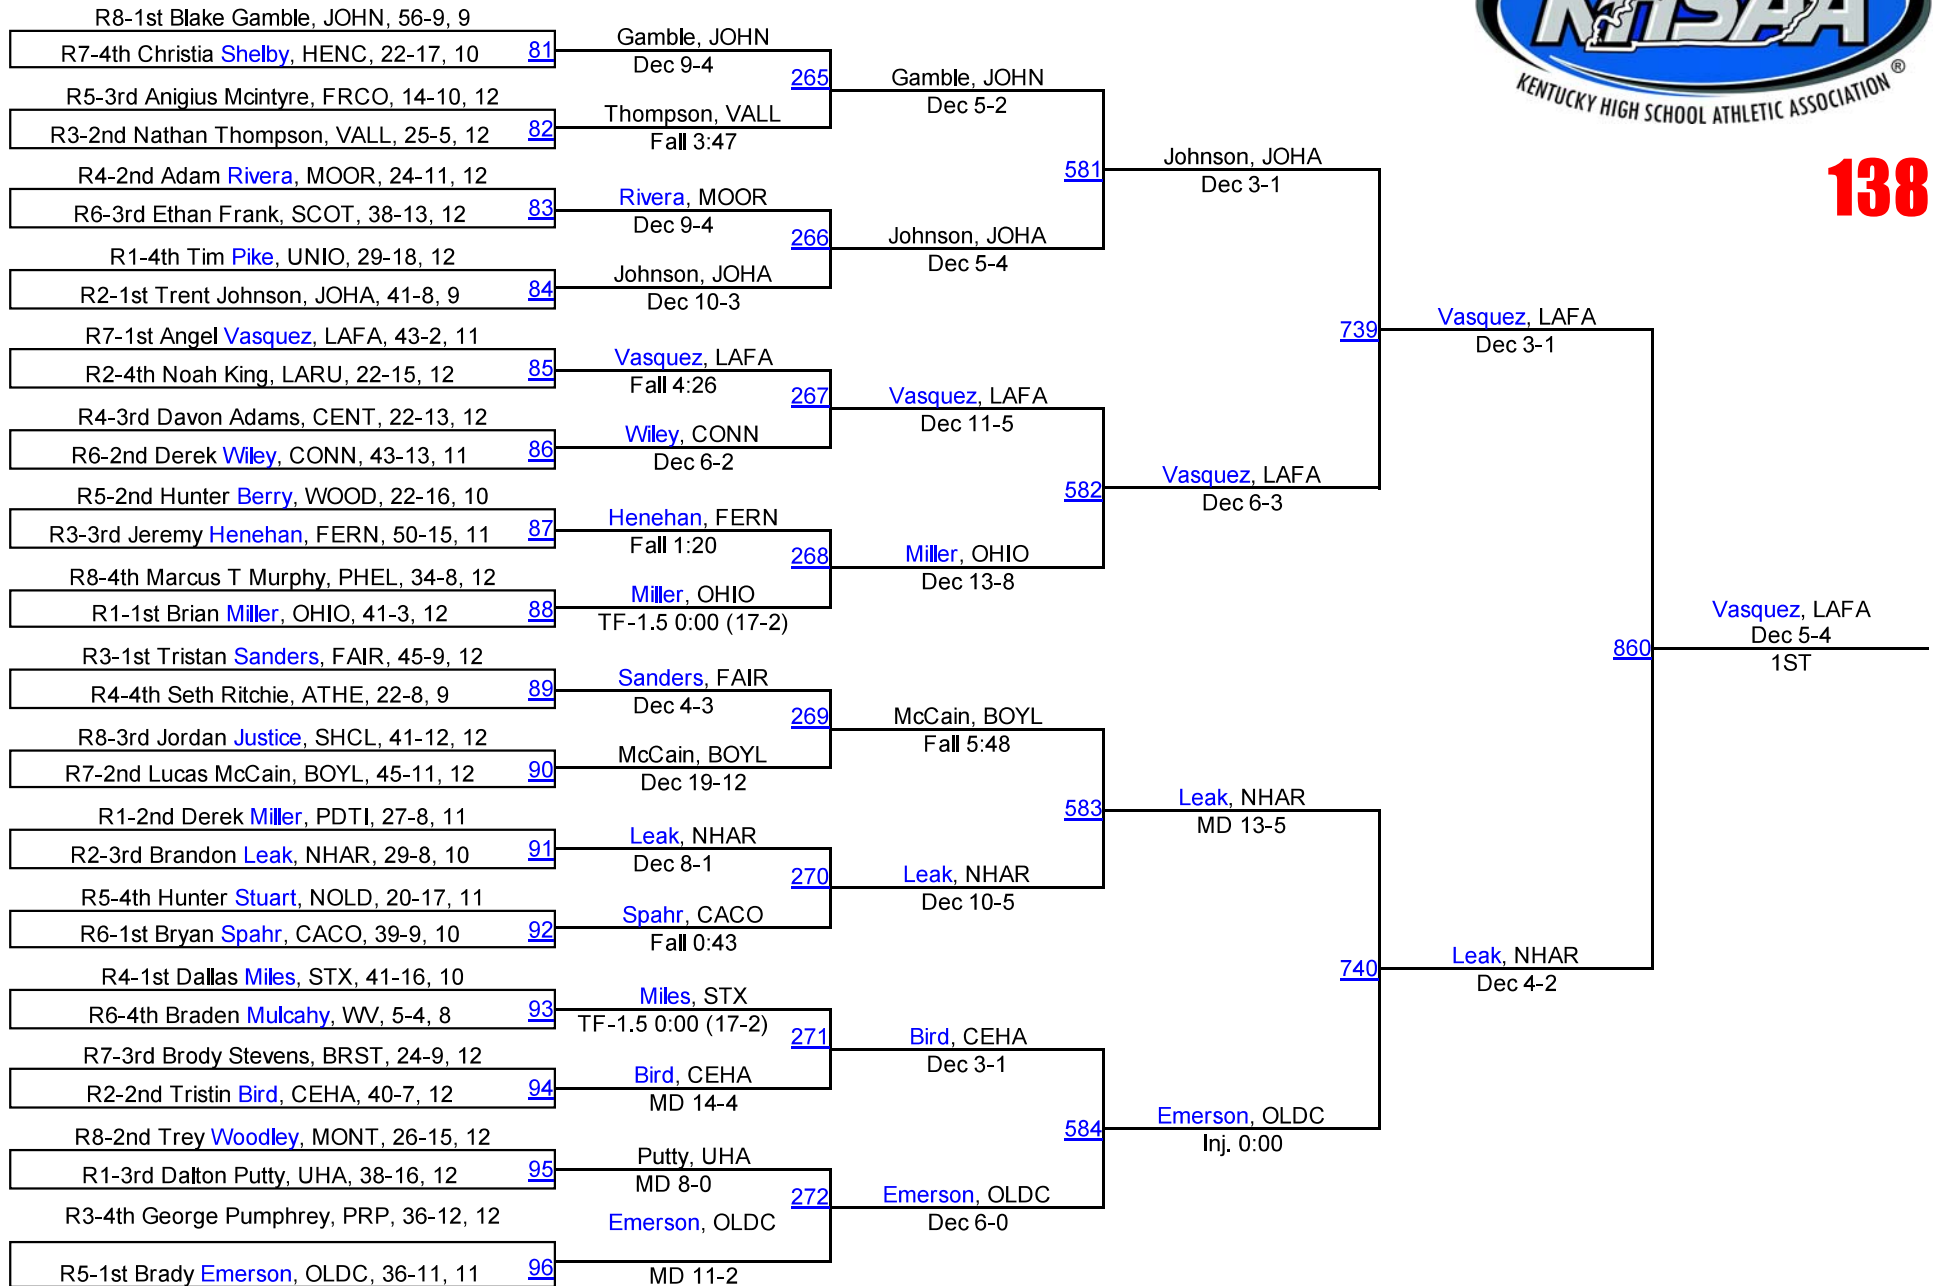 KHSAA
KENTUCKY HIGH SCHOOL ATHLETIC ASSOCIATION ®
138
R8-1st Blake Gamble, JOHN, 56-9, 9
R7-4th Christia Shelby, HENC, 22-17, 10
81
R5-3rd Anigius Mcintyre, FRCO, 14-10, 12
R3-2nd Nathan Thompson, VALL, 25-5, 12
82
R4-2nd Adam Rivera, MOOR, 24-11, 12
R6-3rd Ethan Frank, SCOT, 38-13, 12
83
R1-4th Tim Pike, UNIO, 29-18, 12
R2-1st Trent Johnson, JOHA, 41-8, 9
84
R7-1st Angel Vasquez, LAFA, 43-2, 11
R2-4th Noah King, LARU, 22-15, 12
85
R4-3rd Davon Adams, CENT, 22-13, 12
R6-2nd Derek Wiley, CONN, 43-13, 11
86
R5-2nd Hunter Berry, WOOD, 22-16, 10
R3-3rd Jeremy Henehan, FERN, 50-15, 11
87
R8-4th Marcus T Murphy, PHEL, 34-8, 12
R1-1st Brian Miller, OHIO, 41-3, 12
88
R3-1st Tristan Sanders, FAIR, 45-9, 12
R4-4th Seth Ritchie, ATHE, 22-8, 9
89
R8-3rd Jordan Justice, SHCL, 41-12, 12
R7-2nd Lucas McCain, BOYL, 45-11, 12
90
R1-2nd Derek Miller, PDTI, 27-8, 11
R2-3rd Brandon Leak, NHAR, 29-8, 10
91
R5-4th Hunter Stuart, NOLD, 20-17, 11
R6-1st Bryan Spahr, CACO, 39-9, 10
92
R4-1st Dallas Miles, STX, 41-16, 10
R6-4th Braden Mulcahy, WV, 5-4, 8
93
R7-3rd Brody Stevens, BRST, 24-9, 12
R2-2nd Tristin Bird, CEHA, 40-7, 12
94
R8-2nd Trey Woodley, MONT, 26-15, 12
R1-3rd Dalton Putty, UHA, 38-16, 12
95
R3-4th George Pumphrey, PRP, 36-12, 12
R5-1st Brady Emerson, OLDC, 36-11, 11
96
Gamble, JOHN
Dec 9-4
265
Thompson, VALL
Fall 3:47
Rivera, MOOR
Dec 9-4
266
Johnson, JOHA
Dec 10-3
Vasquez, LAFA
Fall 4:26
267
Wiley, CONN
Dec 6-2
Henehan, FERN
Fall 1:20
268
Miller, OHIO
TF-1.5 0:00 (17-2)
Sanders, FAIR
Dec 4-3
269
McCain, BOYL
Dec 19-12
Leak, NHAR
Dec 8-1
270
Spahr, CACO
Fall 0:43
Miles, STX
TF-1.5 0:00 (17-2)
271
Bird, CEHA
MD 14-4
Putty, UHA
MD 8-0
272
Emerson, OLDC
MD 11-2
Gamble, JOHN
Dec 5-2
581
Johnson, JOHA
Dec 5-4
Vasquez, LAFA
Dec 11-5
582
Miller, OHIO
Dec 13-8
McCain, BOYL
Fall 5:48
583
Leak, NHAR
Dec 10-5
Bird, CEHA
Dec 3-1
584
Emerson, OLDC
Dec 6-0
Johnson, JOHA
Dec 3-1
739
Vasquez, LAFA
Dec 6-3
Leak, NHAR
MD 13-5
740
Emerson, OLDC
Inj. 0:00
Vasquez, LAFA
Dec 3-1
860
Leak, NHAR
Dec 4-2
Vasquez, LAFA
Dec 5-4
1ST